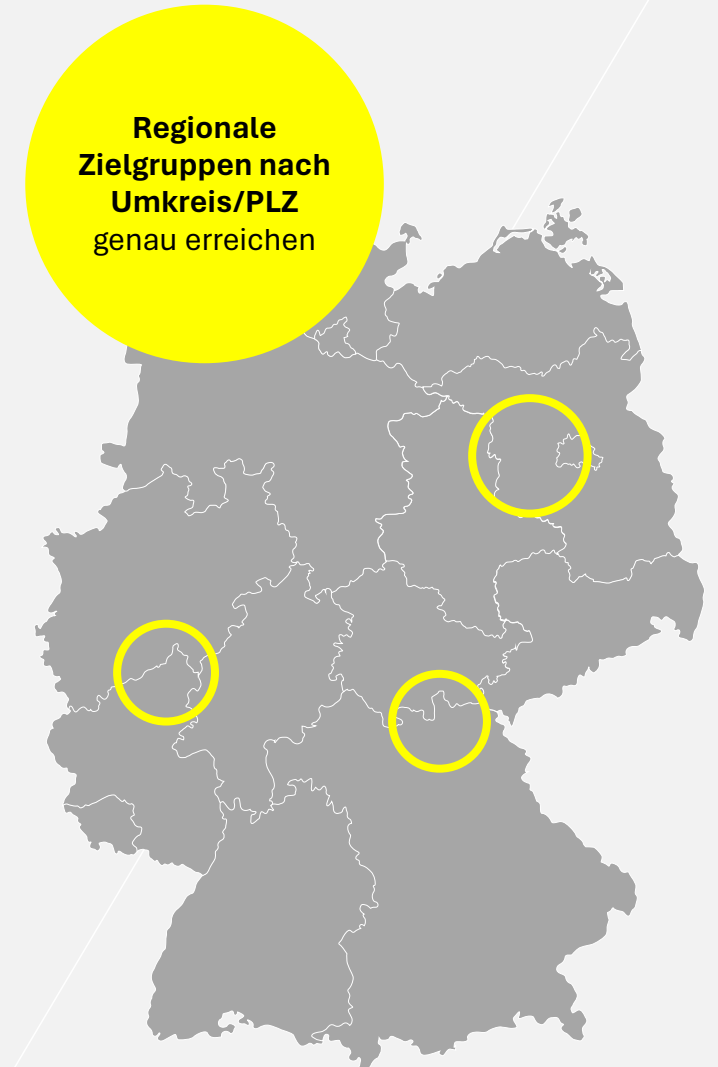 Regionale
Zielgruppen nach
Umkreis/PLZ
genau erreichen